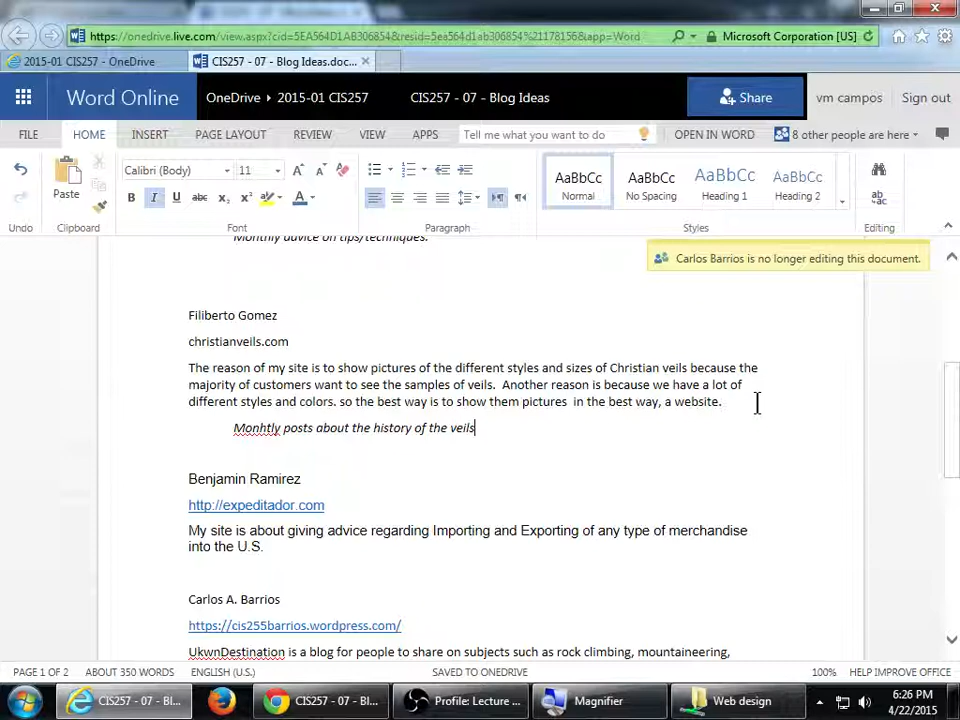 https://onedrive.live.com/view.aspx?cid=5EA564D1AB306854&resid=5ea564d1ab306854%211781568&app=Word
Microsoft Corporation [US]
2015-01 CIS257 - OneDrive
CIS257 - 07 - Blog Ideas.doc...
Word Online
OneDrive ▸ 2015-01 CIS257
CIS257 - 07 - Blog Ideas
Share
vm campos
Sign out
FILE HOME INSERT PAGE LAYOUT REVIEW VIEW APPS Tell me what you want to do OPEN IN WORD 8 other people are here
Calibri (Body) 11
Paste
B I U abc x₂ x² A
AaBbCc AaBbCc AaBbCc AaBbCc
Normal No Spacing Heading 1 Heading 2
Undo Clipboard Font Paragraph Styles Editing
Monthly advice on tips/techniques.
Carlos Barrios is no longer editing this document.
Filiberto Gomez
christianveils.com
The reason of my site is to show pictures of the different styles and sizes of Christian veils because the
majority of customers want to see the samples of veils. Another reason is because we have a lot of
different styles and colors. so the best way is to show them pictures in the best way, a website.
Monhtly posts about the history of the veils
Benjamin Ramirez
http://expeditador.com
My site is about giving advice regarding Importing and Exporting of any type of merchandise
into the U.S.
Carlos A. Barrios
https://cis255barrios.wordpress.com/
UkwnDestination is a blog for people to share on subjects such as rock climbing, mountaineering,
PAGE 1 OF 2 ABOUT 350 WORDS ENGLISH (U.S.) SAVED TO ONEDRIVE 100% HELP IMPROVE OFFICE
CIS257 - 07 - Bl...
CIS257 - 07 - Bl...
Profile: Lecture ...
Magnifier
Web design
6:26 PM
4/22/2015